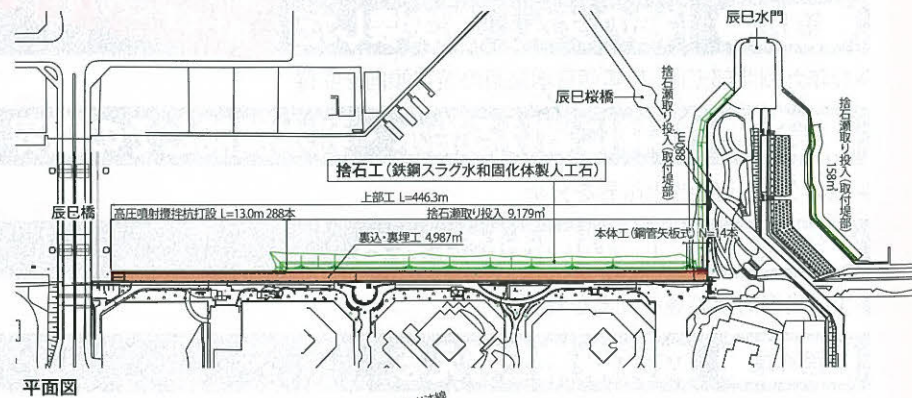 辰巳水門
辰巳桜橋
捨石瀬取り投入（取付堤部）
880㎥
捨石瀬取り投入（取付堤部）
158㎥
捨石工（鉄鋼スラグ水和固化体製人工石）
上部工 L=446.3m
辰巳橋
高圧噴射攪拌杭打設 L=13.0m 288本
捨石瀬取り投入 9,179㎥
裏込・裏埋工 4,987㎥
本体工（鋼管矢板式）N=14本
平面図